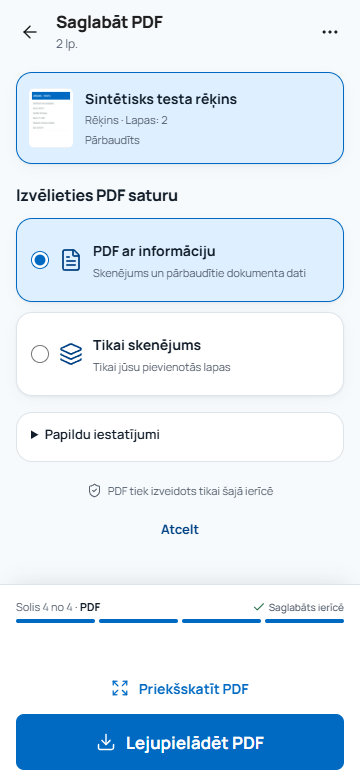 Saglabāt PDF
2 lp.
Sintētisks testa rēķins
Rēķins · Lapas: 2
Pārbaudīts
Izvēlieties PDF saturu
PDF ar informāciju
Skenējums un pārbaudītie dokumenta dati
Tikai skenējums
Tikai jūsu pievienotās lapas
Papildu iestatījumi
PDF tiek izveidots tikai šajā ierīcē
Atcelt
Solis 4 no 4 · PDF
Saglabāts ierīcē
Priekšskatīt PDF
Lejupielādēt PDF